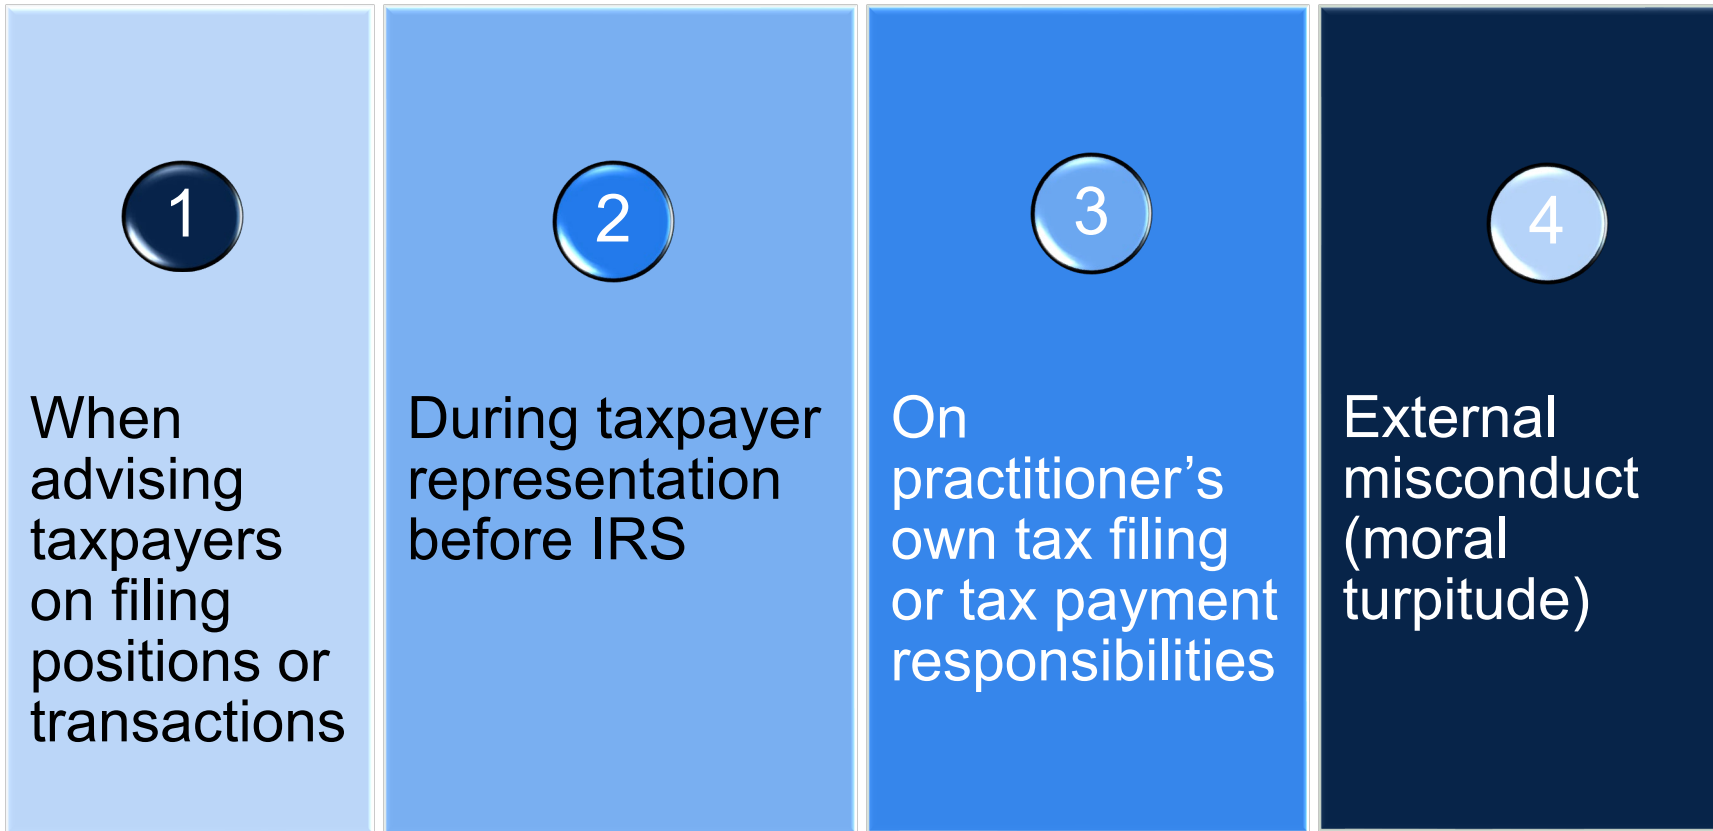 1
When
advising
taxpayers
on filing
positions or
transactions
2
During taxpayer
representation
before IRS
3
On
practitioner’s
own tax filing
or tax payment
responsibilities
4
External
misconduct
(moral
turpitude)